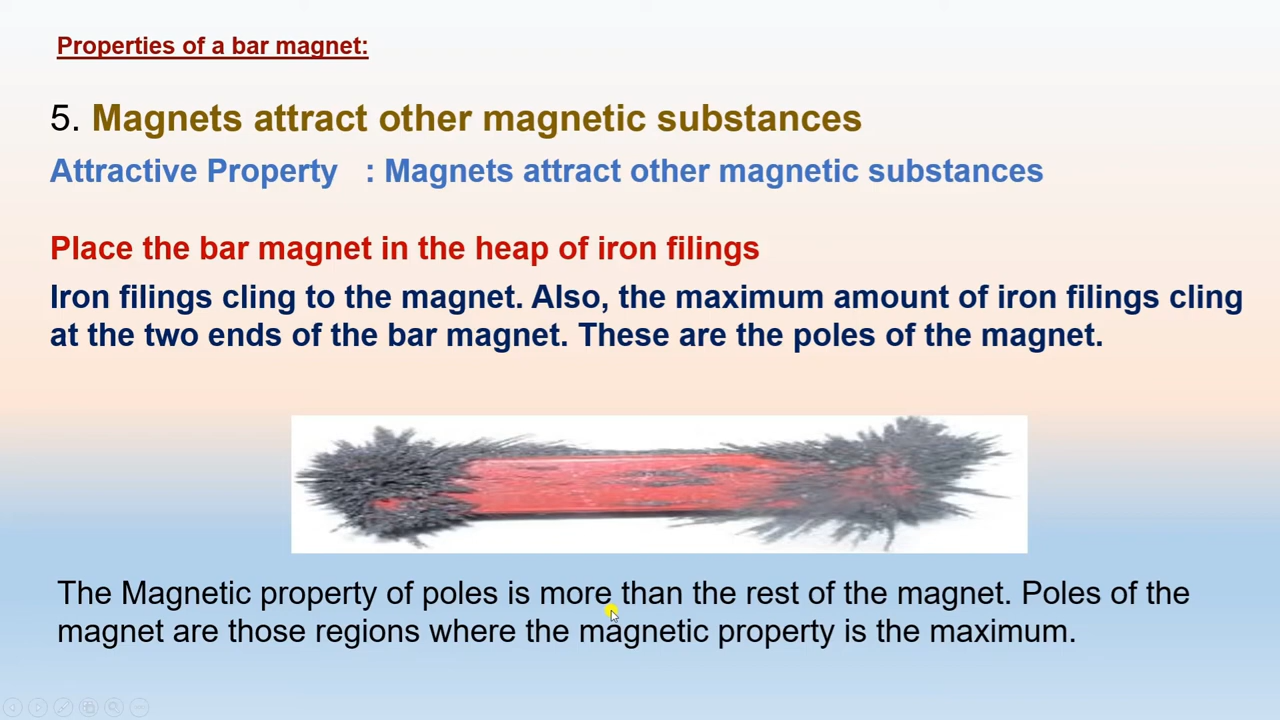 Properties of a bar magnet:
5. Magnets attract other magnetic substances
Attractive Property : Magnets attract other magnetic substances
Place the bar magnet in the heap of iron filings
Iron filings cling to the magnet. Also, the maximum amount of iron filings cling
at the two ends of the bar magnet. These are the poles of the magnet.
The Magnetic property of poles is more than the rest of the magnet. Poles of the
magnet are those regions where the magnetic property is the maximum.